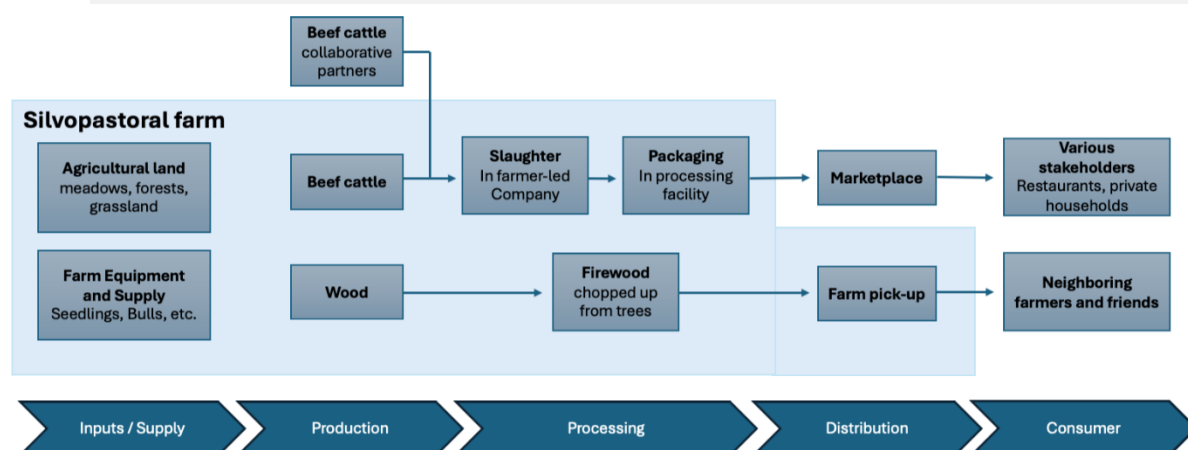 Beef cattle
collaborative
partners
Silvopastoral farm
Agricultural land
meadows, forests,
grassland
Beef cattle
Slaughter
In farmer-led
Company
Packaging
In processing
facility
Marketplace
Various
stakeholders
Restaurants, private
households
Farm Equipment
and Supply
Seedlings, Bulls, etc.
Wood
Firewood
chopped up
from trees
Farm pick-up
Neighboring
farmers and friends
Inputs / Supply
Production
Processing
Distribution
Consumer